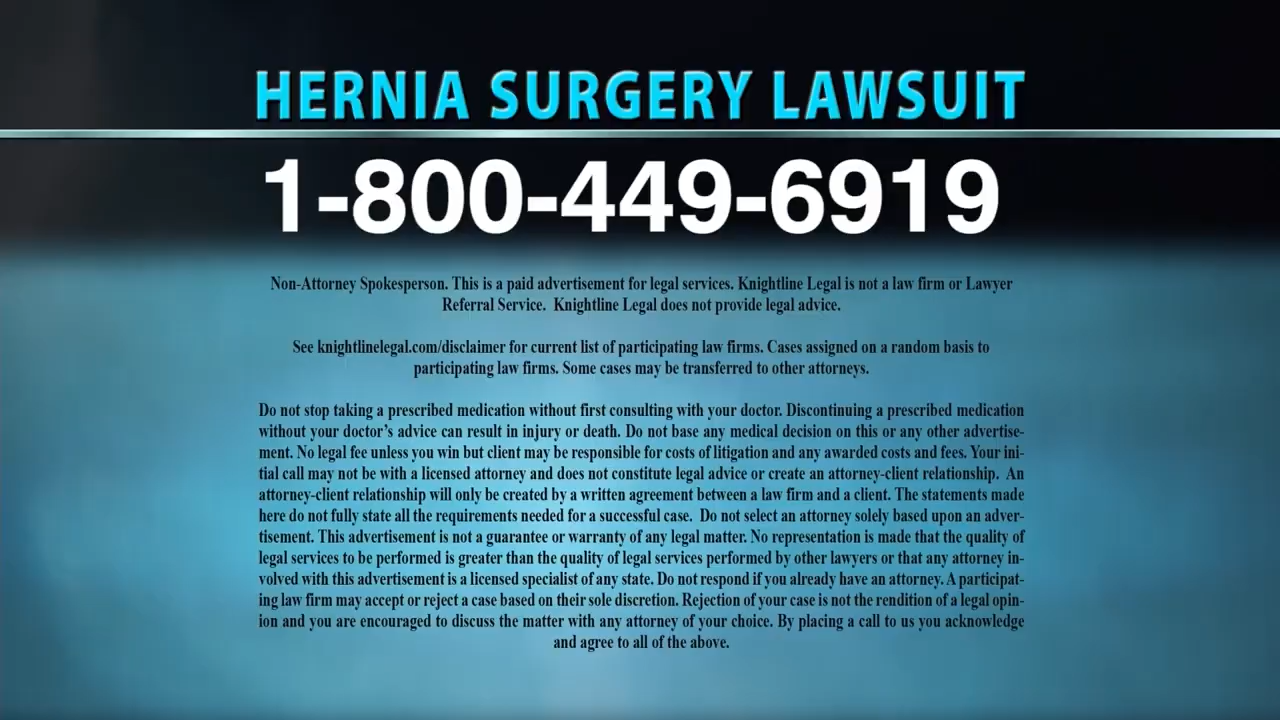 HERNIA SURGERY LAWSUIT
1-800-449-6919
Non-Attorney Spokesperson. This is a paid advertisement for legal services. Knightline Legal is not a law firm or Lawyer
Referral Service.  Knightline Legal does not provide legal advice.
See knightlinelegal.com/disclaimer for current list of participating law firms. Cases assigned on a random basis to
participating law firms. Some cases may be transferred to other attorneys.
Do not stop taking a prescribed medication without first consulting with your doctor. Discontinuing a prescribed medication
without your doctor's advice can result in injury or death. Do not base any medical decision on this or any other advertise-
ment. No legal fee unless you win but client may be responsible for costs of litigation and any awarded costs and fees. Your ini-
tial call may not be with a licensed attorney and does not constitute legal advice or create an attorney-client relationship.  An
attorney-client relationship will only be created by a written agreement between a law firm and a client. The statements made
here do not fully state all the requirements needed for a successful case.  Do not select an attorney solely based upon an adver-
tisement. This advertisement is not a guarantee or warranty of any legal matter. No representation is made that the quality of
legal services to be performed is greater than the quality of legal services performed by other lawyers or that any attorney in-
volved with this advertisement is a licensed specialist of any state. Do not respond if you already have an attorney. A participat-
ing law firm may accept or reject a case based on their sole discretion. Rejection of your case is not the rendition of a legal opin-
ion and you are encouraged to discuss the matter with any attorney of your choice. By placing a call to us you acknowledge
and agree to all of the above.